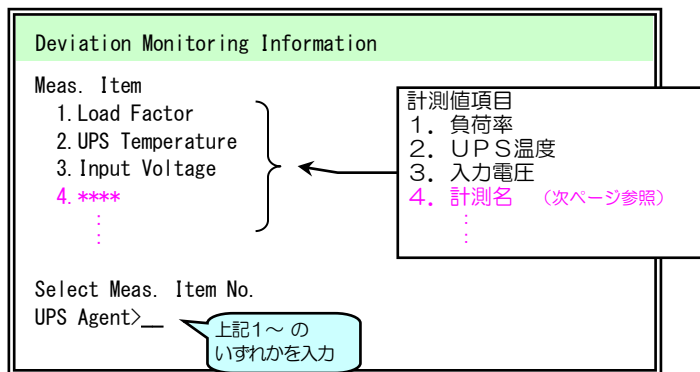 Deviation Monitoring Information
Meas. Item
1. Load Factor
2. UPS Temperature
3. Input Voltage
4. ****
:
:
計測値項目
1. 負荷率
2. UPS温度
3. 入力電圧
4. 計測名 (次ページ参照)
:
:
Select Meas. Item No.
UPS Agent>__
上記1~ の
いずれかを入力